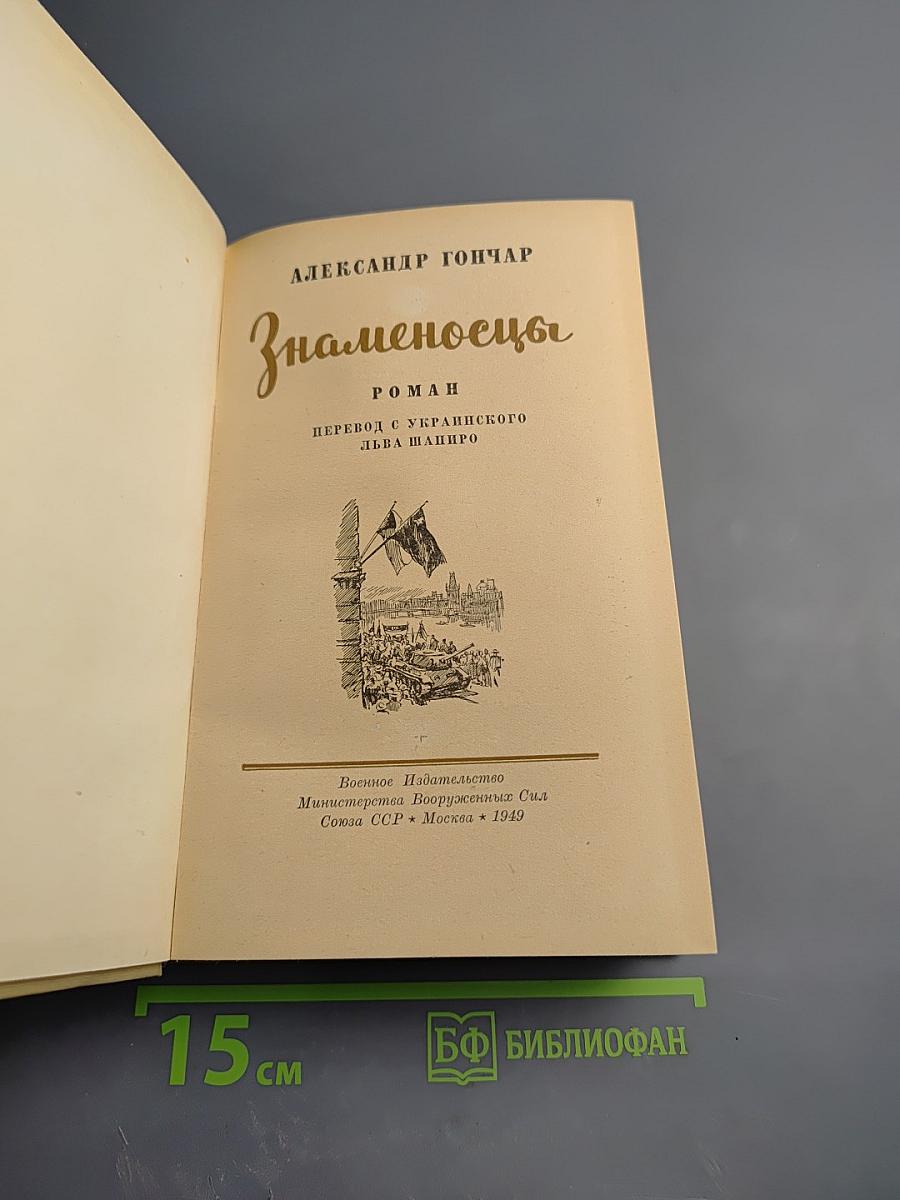 АЛЕКСАНДР ГОНЧАР
Знаменосцы
РОМАН
ПЕРЕВОД С УКРАИНСКОГО
ЛЬВА ШАПИРО
Военное Издательство
Министерства Вооруженных Сил
Союза ССР ★ Москва ★ 1949
15 см
БФ БИБЛИОФАН